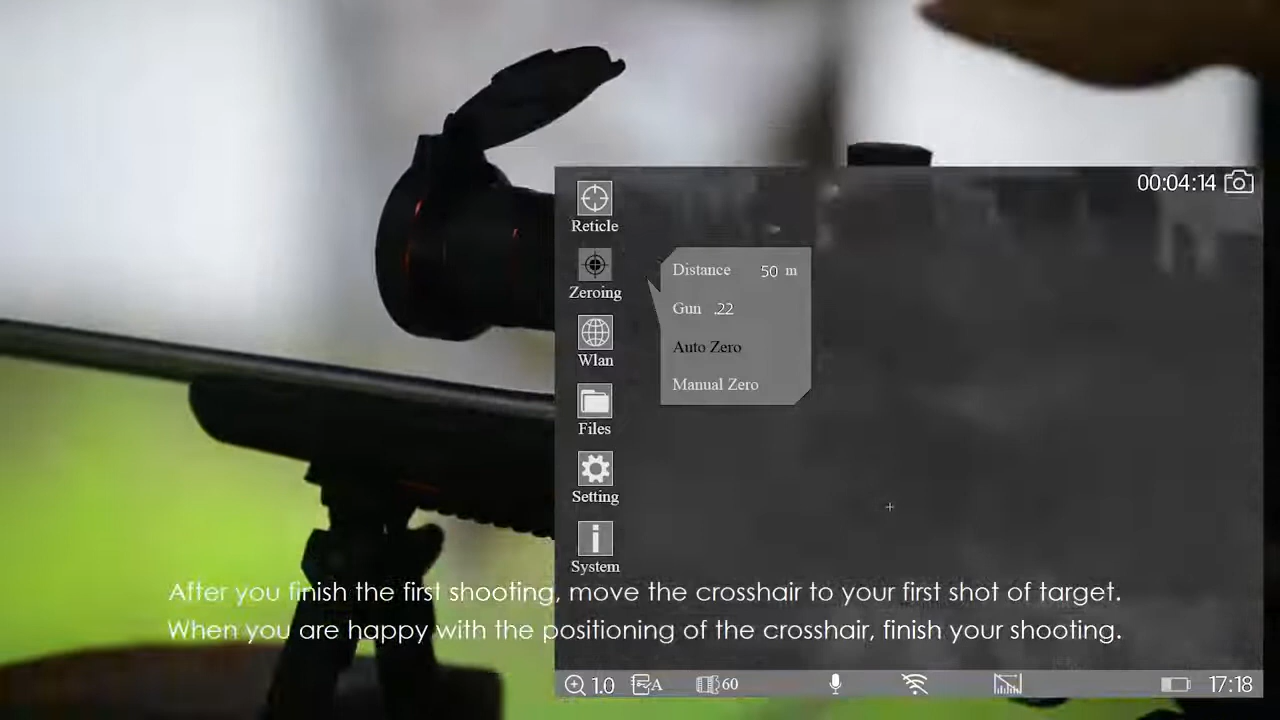 00:04:14
Reticle
Zeroing
Wlan
Files
Setting
System
Distance 50 m
Gun .22
Auto Zero
Manual Zero
After you finish the first shooting, move the crosshair to your first shot of target.
When you are happy with the positioning of the crosshair, finish your shooting.
1.0 A 60 17:18